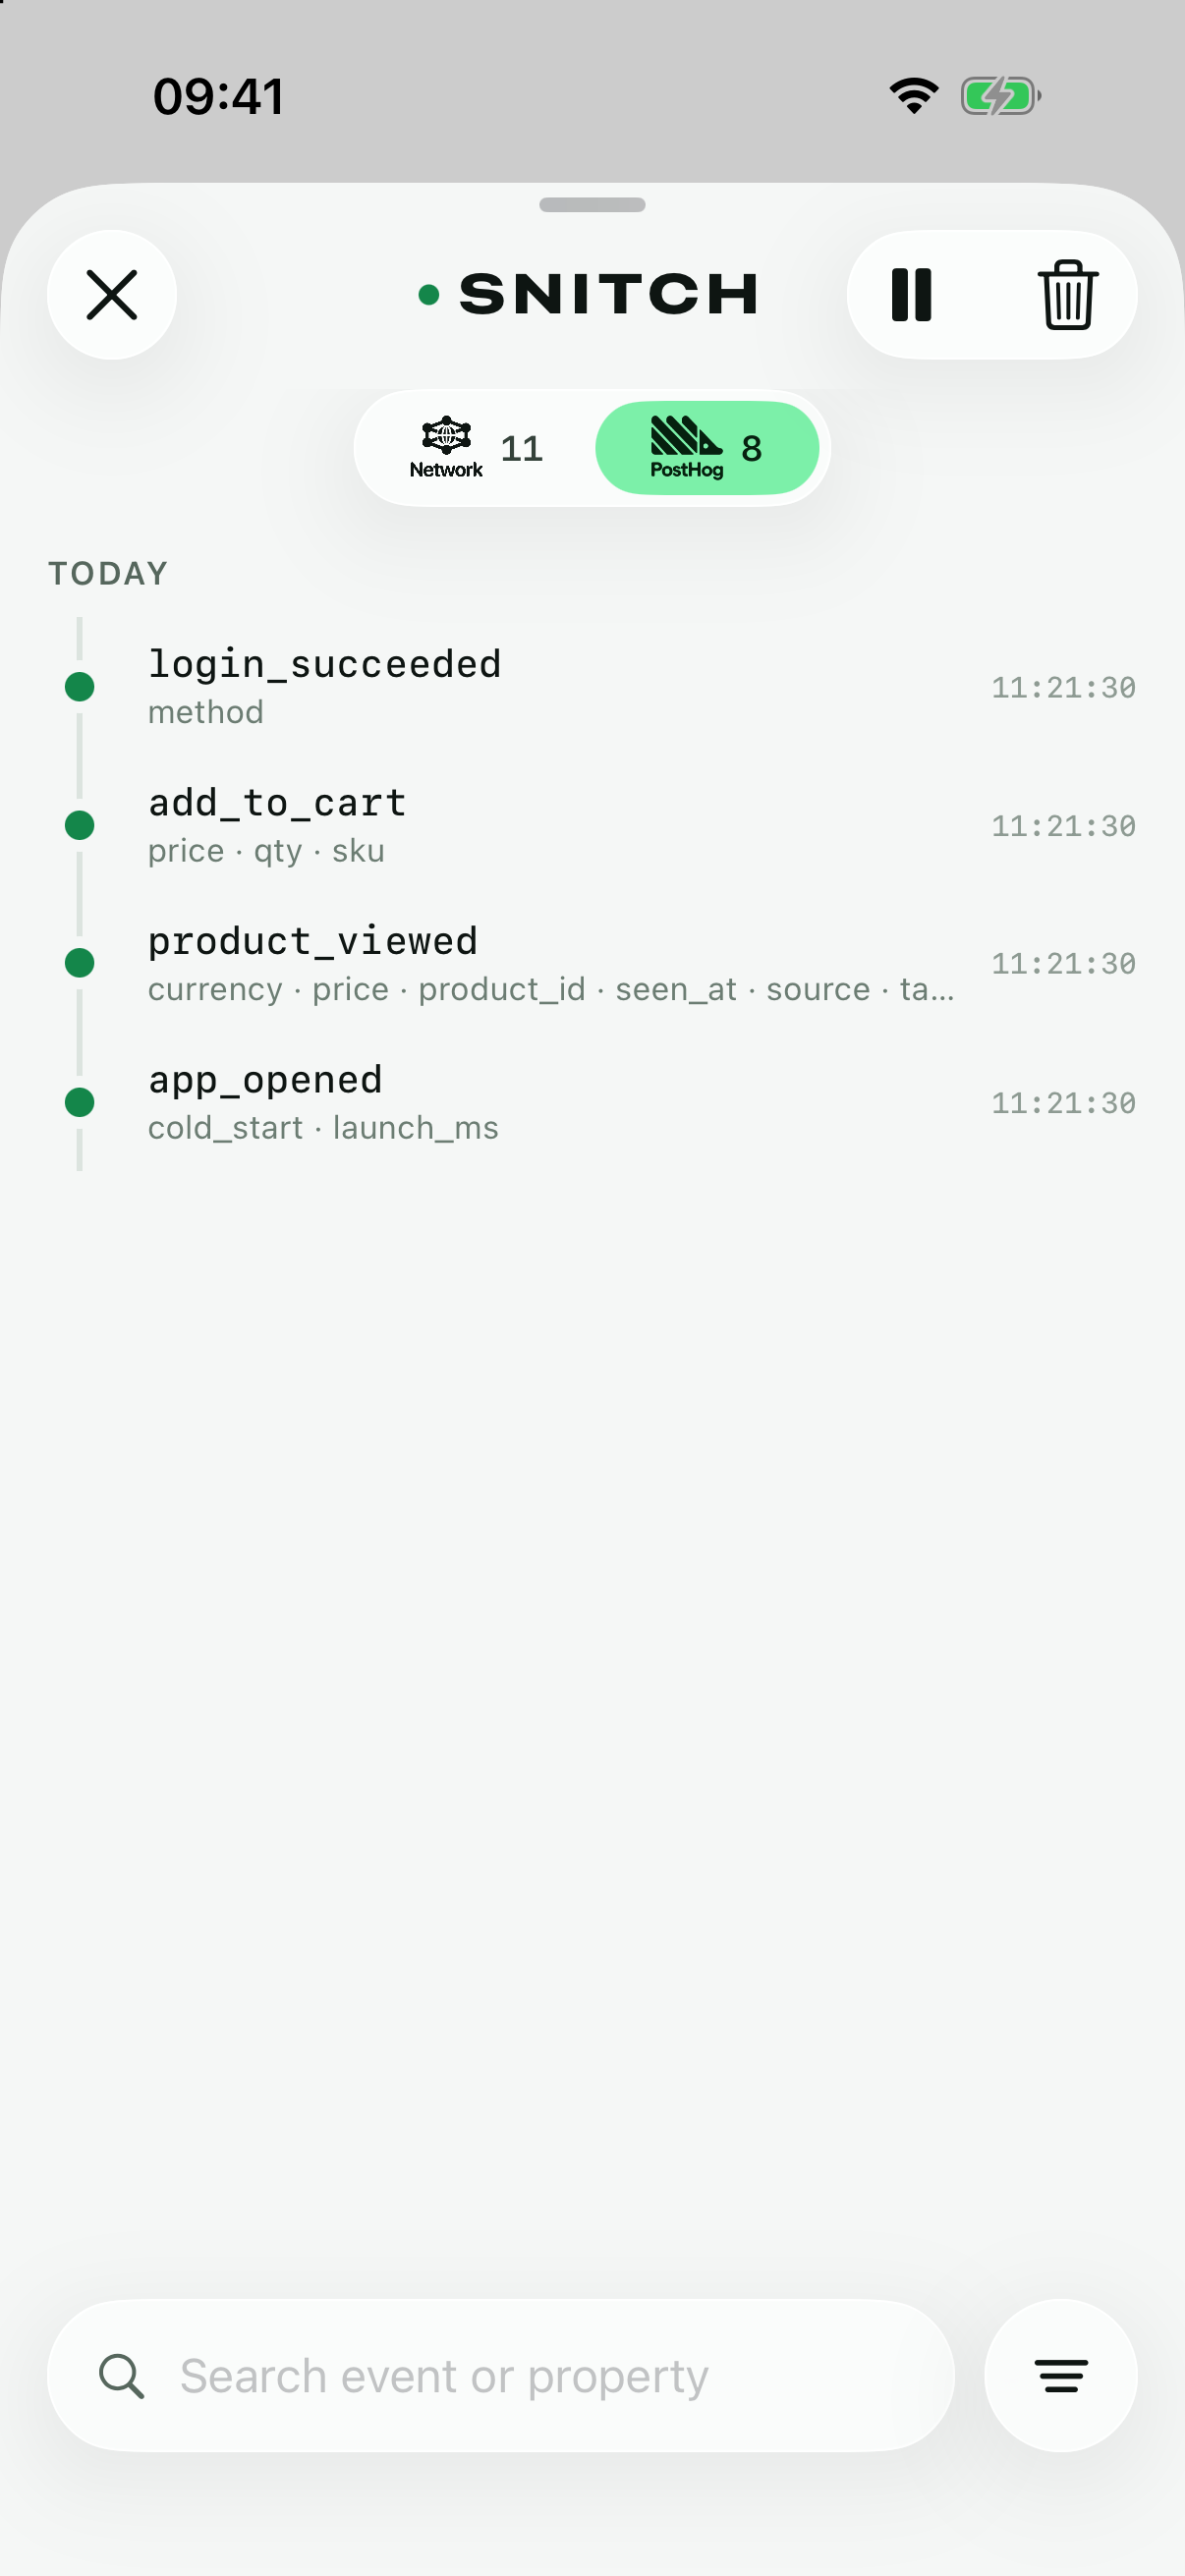 09:41
SNITCH
Network 11 PostHog 8
TODAY
login_succeeded
method
11:21:30
add_to_cart
price · qty · sku
11:21:30
product_viewed
currency · price · product_id · seen_at · source · ta...
11:21:30
app_opened
cold_start · launch_ms
11:21:30
Search event or property